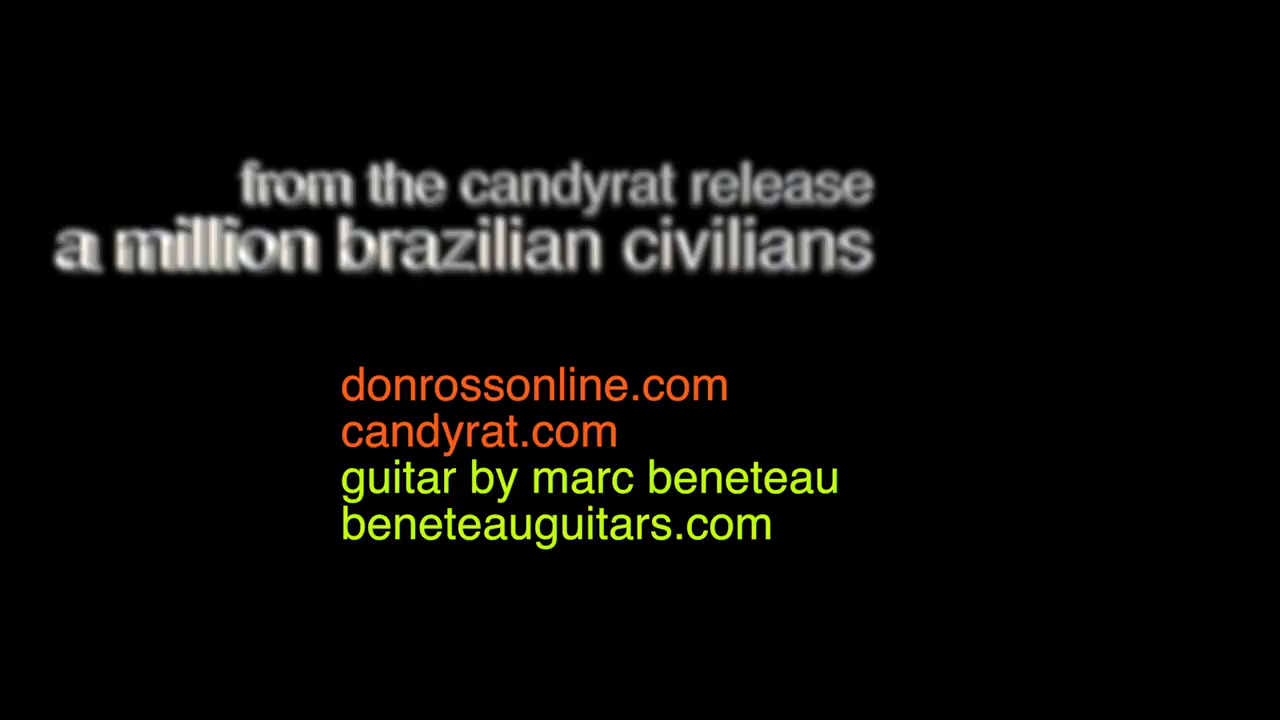 from the candyrat release
a million brazilian civilians
donrossonline.com
candyrat.com
guitar by marc beneteau
beneteauguitars.com